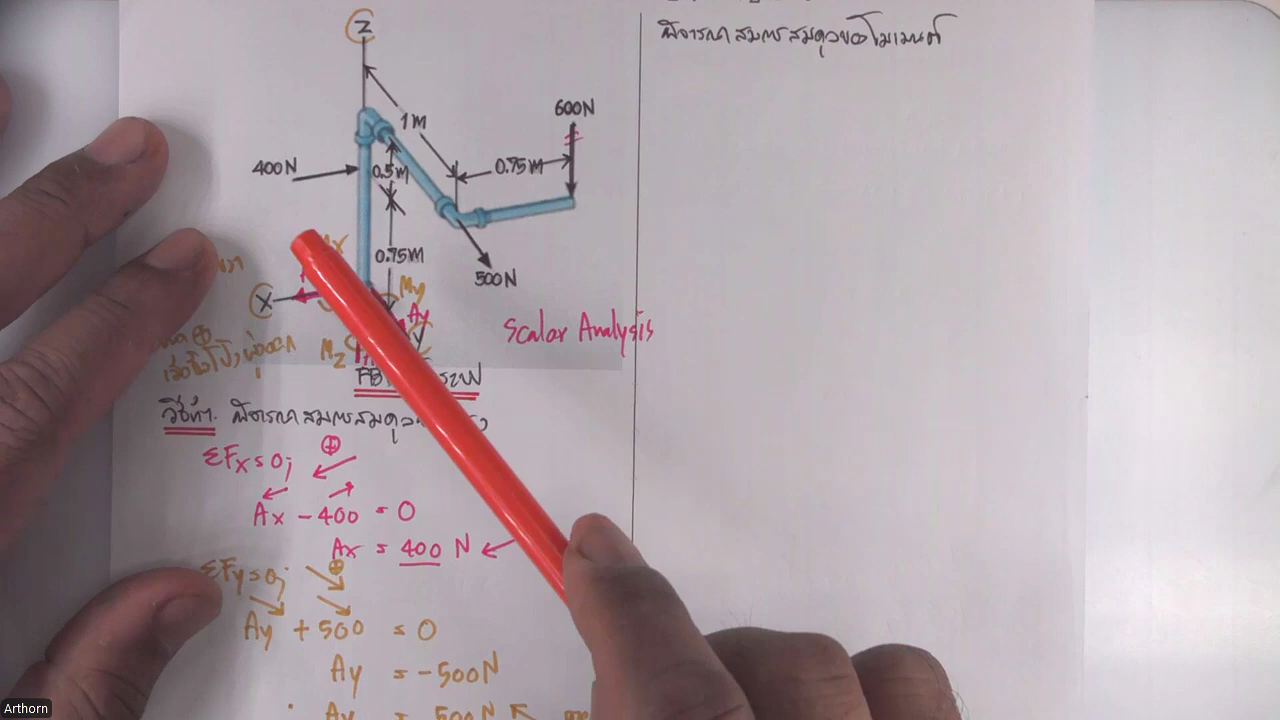 พิจารณาสมการสมดุลของโมเมนต์
Z
1M
600N
400N
0.5M
0.75M
0.75M
500N
X
My
Ay
y
Mz
Scalar Analysis
วิธีทำ. พิจารณาสมการสมดุล
ΣFx=0;
Ax - 400 = 0
Ax = 400 N
ΣFy=0;
Ay + 500 = 0
Ay = -500N
Ay = 500N
Arthorn